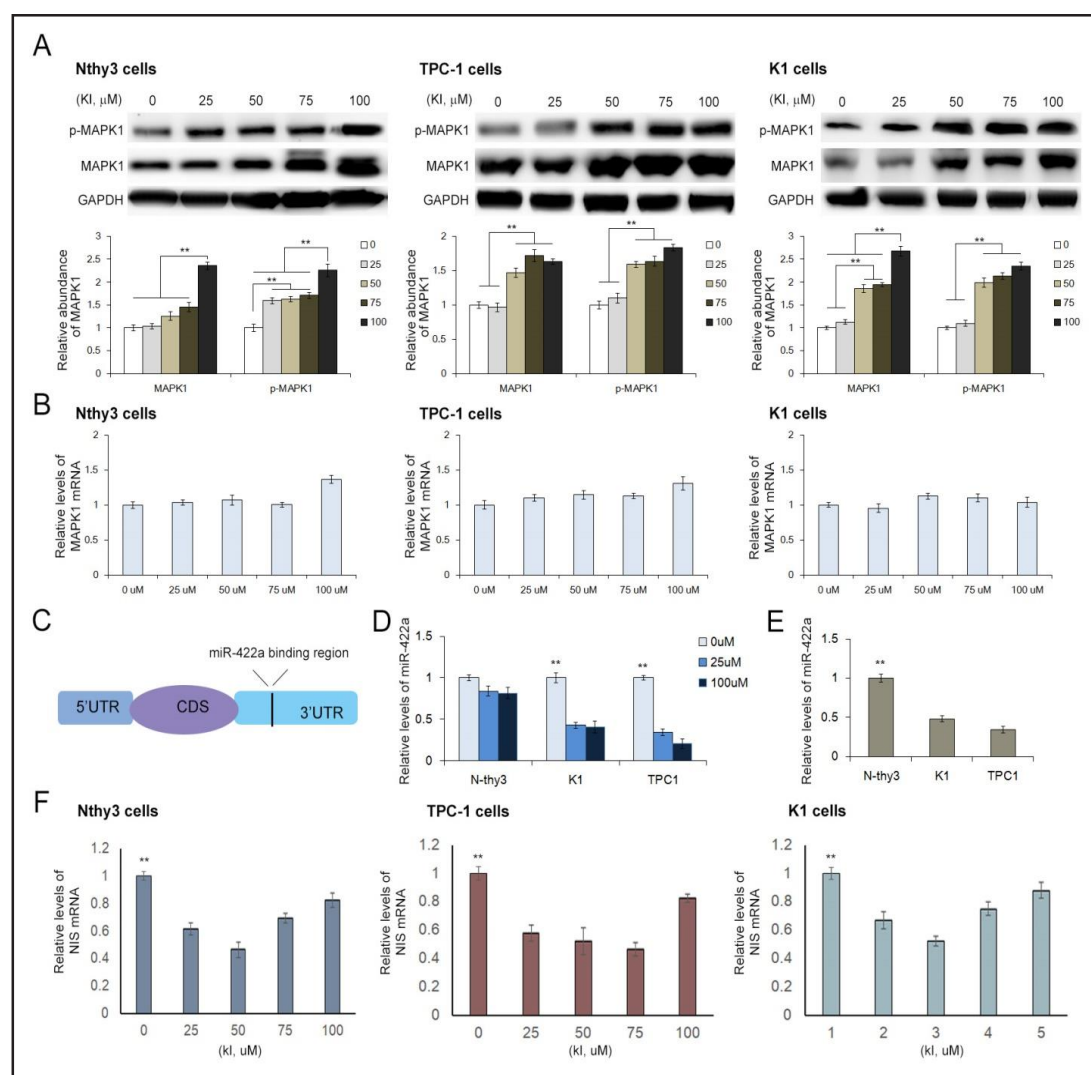 A
Nthy3 cells
(KI, μM) 0 25 50 75 100
p-MAPK1
MAPK1
GAPDH
Relative abundance
of MAPK1
3
2.5
2
1.5
1
0.5
0
** ** **
MAPK1 p-MAPK1
0
25
50
75
100
TPC-1 cells
(KI, μM) 0 25 50 75 100
p-MAPK1
MAPK1
GAPDH
Relative abundance
of MAPK1
2
1.5
1
0.5
0
** **
MAPK1 p-MAPK1
0
25
50
75
100
K1 cells
(KI, μM) 0 25 50 75 100
p-MAPK1
MAPK1
GAPDH
Relative abundance
of MAPK1
3
2.5
2
1.5
1
0.5
0
** ** **
MAPK1 p-MAPK1
0
25
50
75
100
B
Nthy3 cells
Relative levels of
MAPK1 mRNA
2
1.5
1
0.5
0
0 uM 25 uM 50 uM 75 uM 100 uM
TPC-1 cells
Relative levels of
MAPK1 mRNA
2
1.5
1
0.5
0
0 uM 25 uM 50 uM 75 uM 100 uM
K1 cells
Relative levels of
MAPK1 mRNA
2
1.5
1
0.5
0
0 uM 25 uM 50 uM 75 uM 100 uM
C
miR-422a binding region
5'UTR CDS 3'UTR
D
Relative levels of miR-422a
1.5
1
0.5
0
** **
N-thy3 K1 TPC1
0uM
25uM
100uM
E
Relative levels of miR-422a
1.5
1
0.5
0
**
N-thy3 K1 TPC1
F
Nthy3 cells
Relative levels of
NIS mRNA
1.2
1
0.8
0.6
0.4
0.2
0
**
0 25 50 75 100
(kI, uM)
TPC-1 cells
Relative levels of
NIS mRNA
1.2
1
0.8
0.6
0.4
0.2
0
**
0 25 50 75 100
(kI, uM)
K1 cells
Relative levels of
NIS mRNA
1.2
1
0.8
0.6
0.4
0.2
0
**
1 2 3 4 5
(kI, uM)